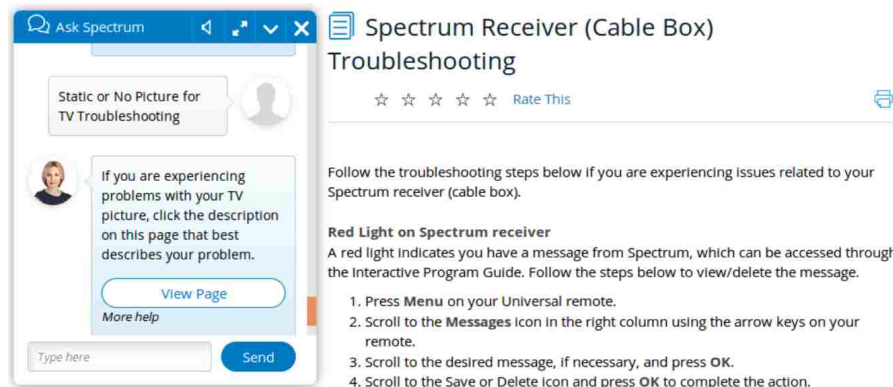 Ask Spectrum
Static or No Picture for
TV Troubleshooting
If you are experiencing
problems with your TV
picture, click the description
on this page that best
describes your problem.
View Page
More help
Type here
Send
Spectrum Receiver (Cable Box)
Troubleshooting
Rate This
Follow the troubleshooting steps below if you are experiencing issues related to your
Spectrum receiver (cable box).
Red Light on Spectrum receiver
A red light indicates you have a message from Spectrum, which can be accessed through
the Interactive Program Guide. Follow the steps below to view/delete the message.
1. Press Menu on your Universal remote.
2. Scroll to the Messages icon in the right column using the arrow keys on your
remote.
3. Scroll to the desired message, if necessary, and press OK.
4. Scroll to the Save or Delete icon and press OK to complete the action.